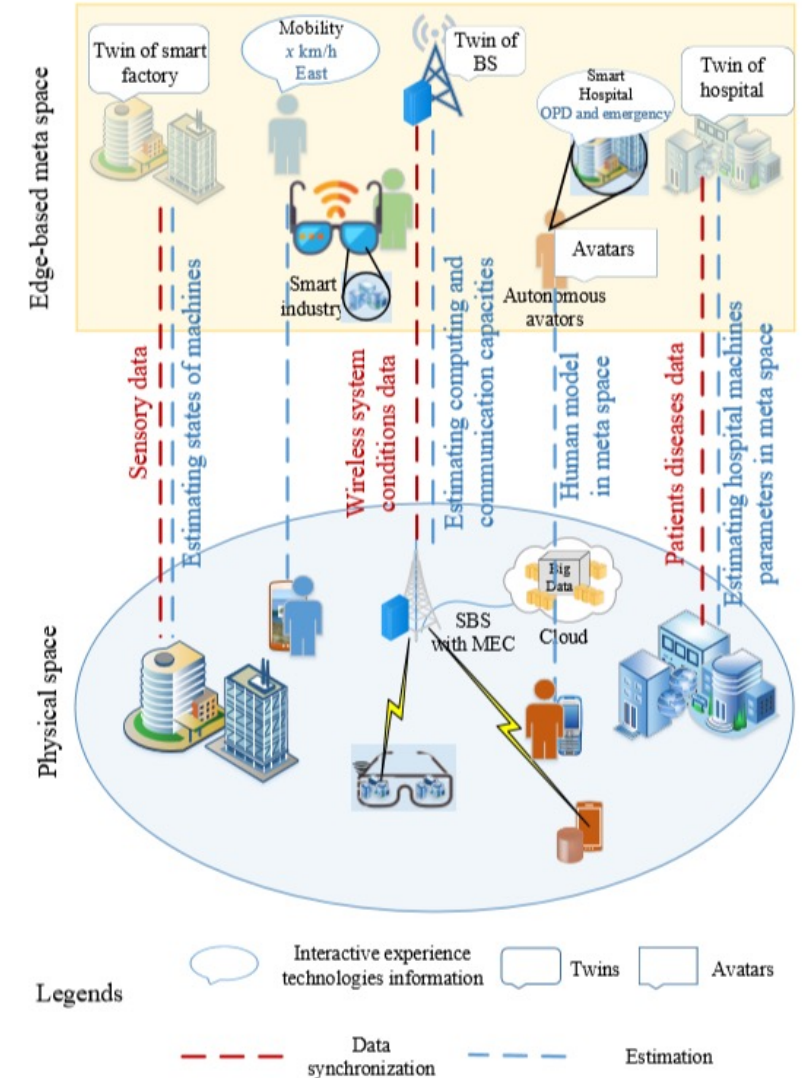 Edge-based meta space
Twin of smart
factory
Mobility
x km/h
East
Twin of
BS
Smart
Hospital
OPD and emergency
Twin of
hospital
Smart
industry
Avatars
Autonomous
avators
Sensory data
Estimating states of machines
Wireless system
conditions data
Estimating computing and
communication capacities
Human model
in meta space
Patients diseases data
Estimating hospital machines
parameters in meta space
Physical space
Big
Data
SBS
with MEC
Cloud
Legends
Interactive experience
technologies information
Twins
Avatars
Data
synchronization
Estimation